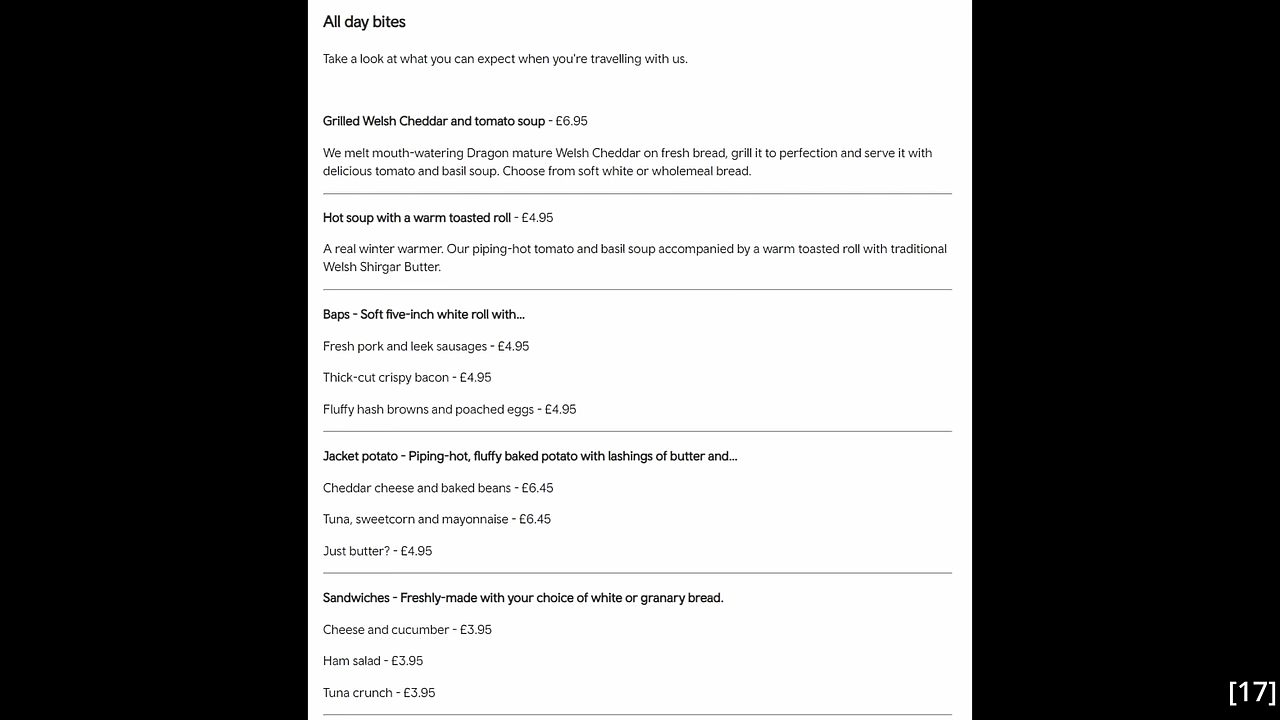 All day bites
Take a look at what you can expect when you're travelling with us.
Grilled Welsh Cheddar and tomato soup - £6.95
We melt mouth-watering Dragon mature Welsh Cheddar on fresh bread, grill it to perfection and serve it with
delicious tomato and basil soup. Choose from soft white or wholemeal bread.
Hot soup with a warm toasted roll - £4.95
A real winter warmer. Our piping-hot tomato and basil soup accompanied by a warm toasted roll with traditional
Welsh Shirgar Butter.
Baps - Soft five-inch white roll with...
Fresh pork and leek sausages - £4.95
Thick-cut crispy bacon - £4.95
Fluffy hash browns and poached eggs - £4.95
Jacket potato - Piping-hot, fluffy baked potato with lashings of butter and...
Cheddar cheese and baked beans - £6.45
Tuna, sweetcorn and mayonnaise - £6.45
Just butter? - £4.95
Sandwiches - Freshly-made with your choice of white or granary bread.
Cheese and cucumber - £3.95
Ham salad - £3.95
Tuna crunch - £3.95
[17]